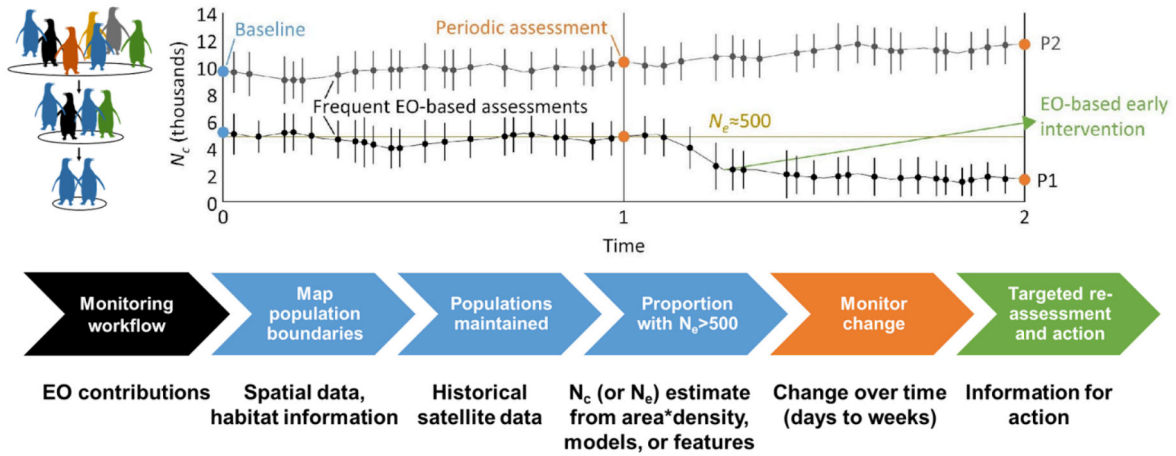 14
12
10
8
6
4
2
0
N_c (thousands)
Baseline
Periodic assessment
P2
Frequent EO-based assessments
N_e≈500
EO-based early
intervention
P1
0
1
2
Time
Monitoring
workflow
Map
population
boundaries
Populations
maintained
Proportion
with N_e>500
Monitor
change
Targeted re-
assessment
and action
EO contributions
Spatial data,
habitat information
Historical
satellite data
N_c (or N_e) estimate
from area*density,
models, or features
Change over time
(days to weeks)
Information for
action